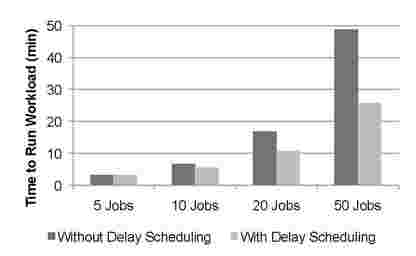 Time to Run Workload (min)
50
40
30
20
10
0
5 Jobs 10 Jobs 20 Jobs 50 Jobs
Without Delay Scheduling With Delay Scheduling